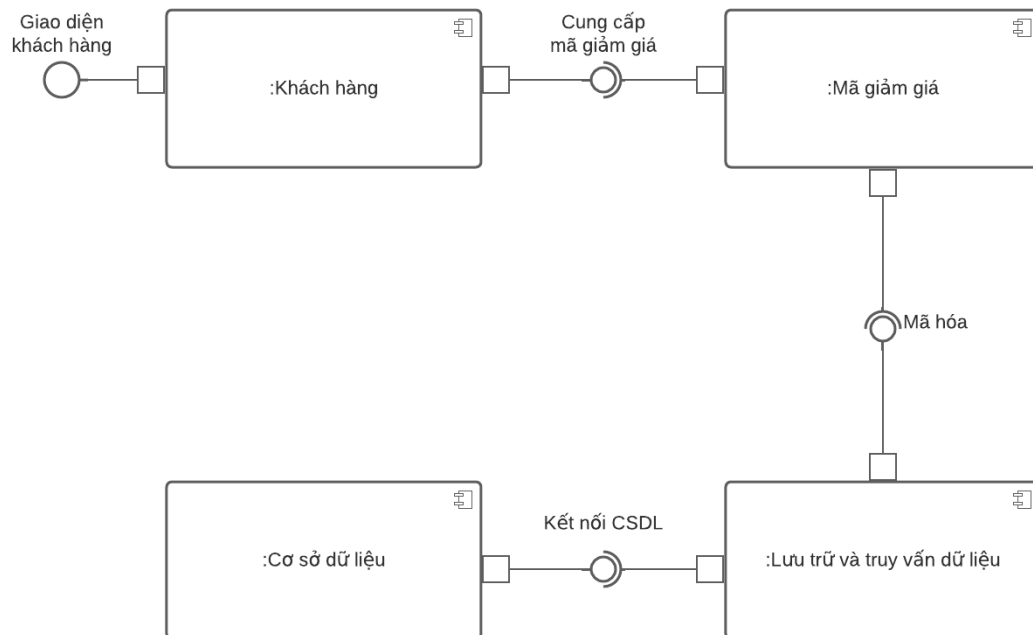 Giao diện
khách hàng
Cung cấp
mã giảm giá
:Khách hàng
:Mã giảm giá
Mã hóa
Kết nối CSDL
:Cơ sở dữ liệu
:Lưu trữ và truy vấn dữ liệu